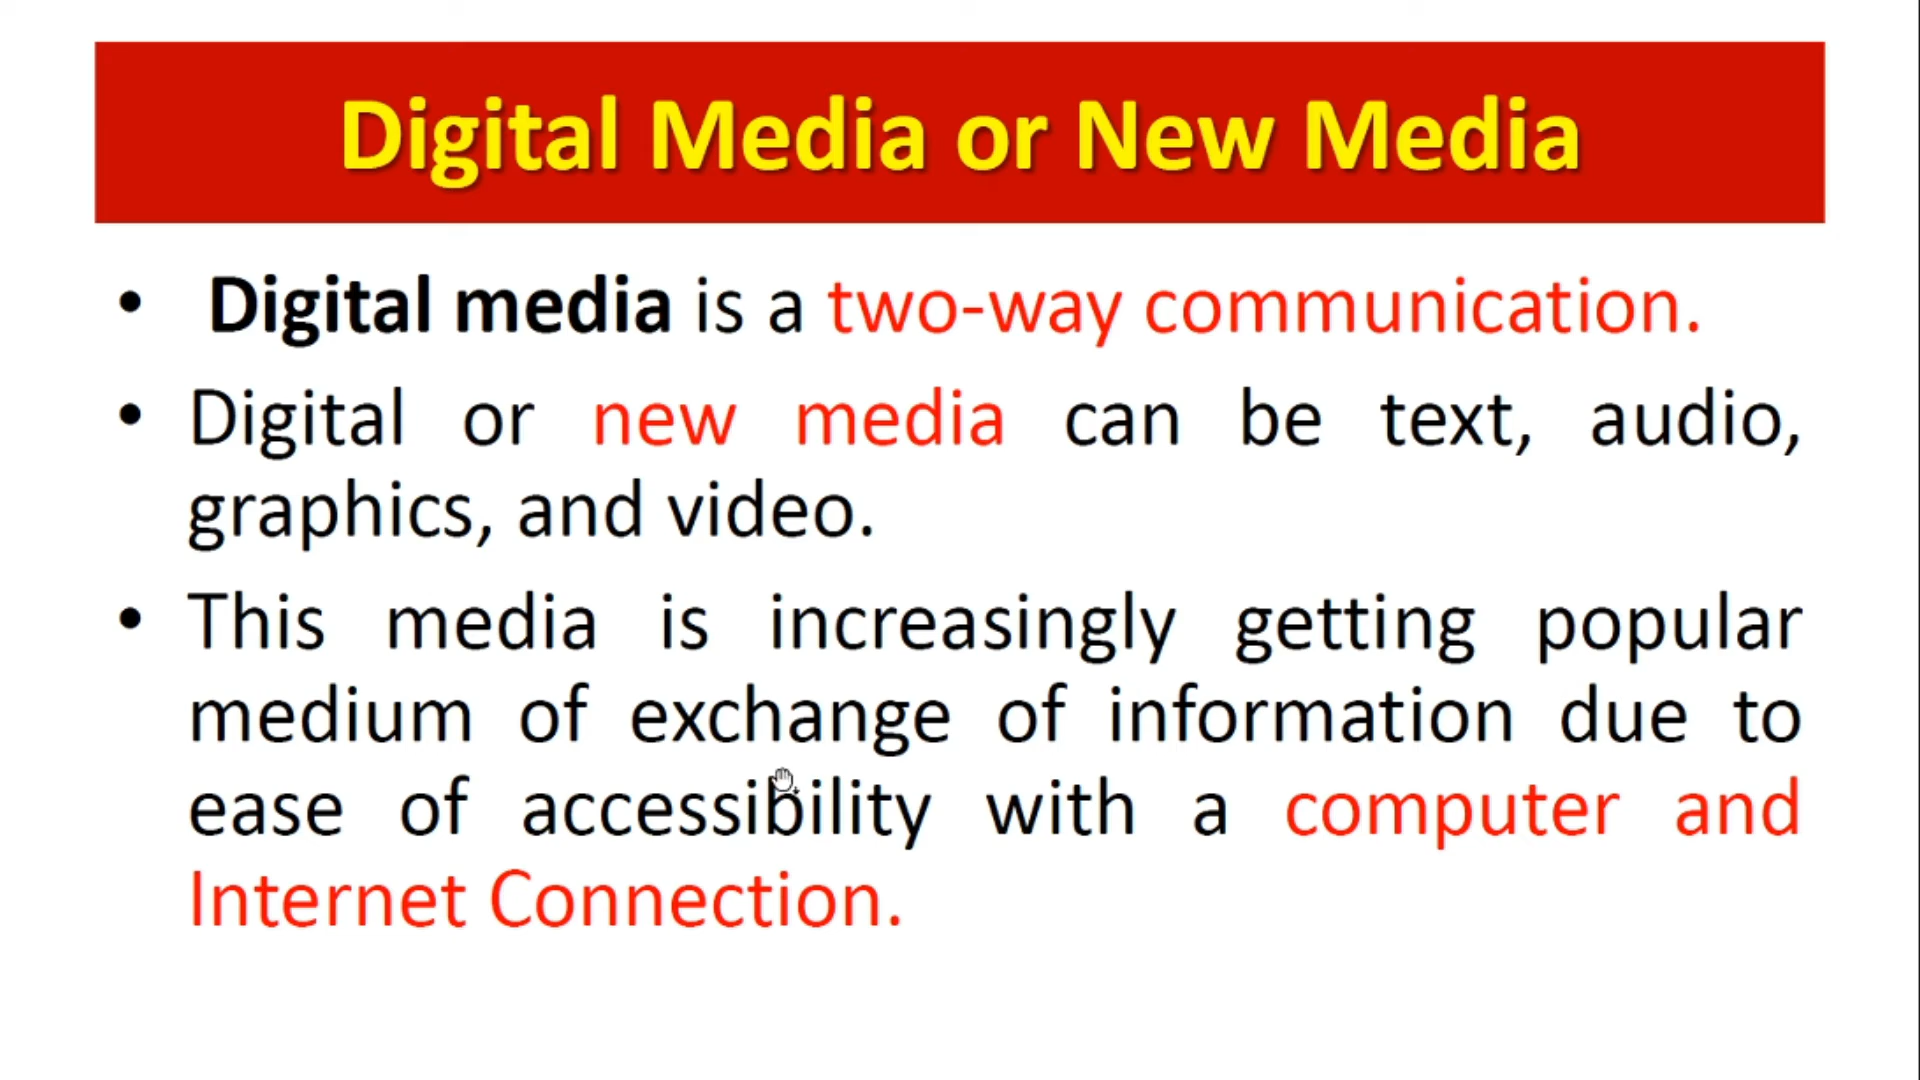 Digital Media or New Media
• Digital media is a two-way communication.
• Digital or new media can be text, audio,
graphics, and video.
• This media is increasingly getting popular
medium of exchange of information due to
ease of accessibility with a computer and
Internet Connection.